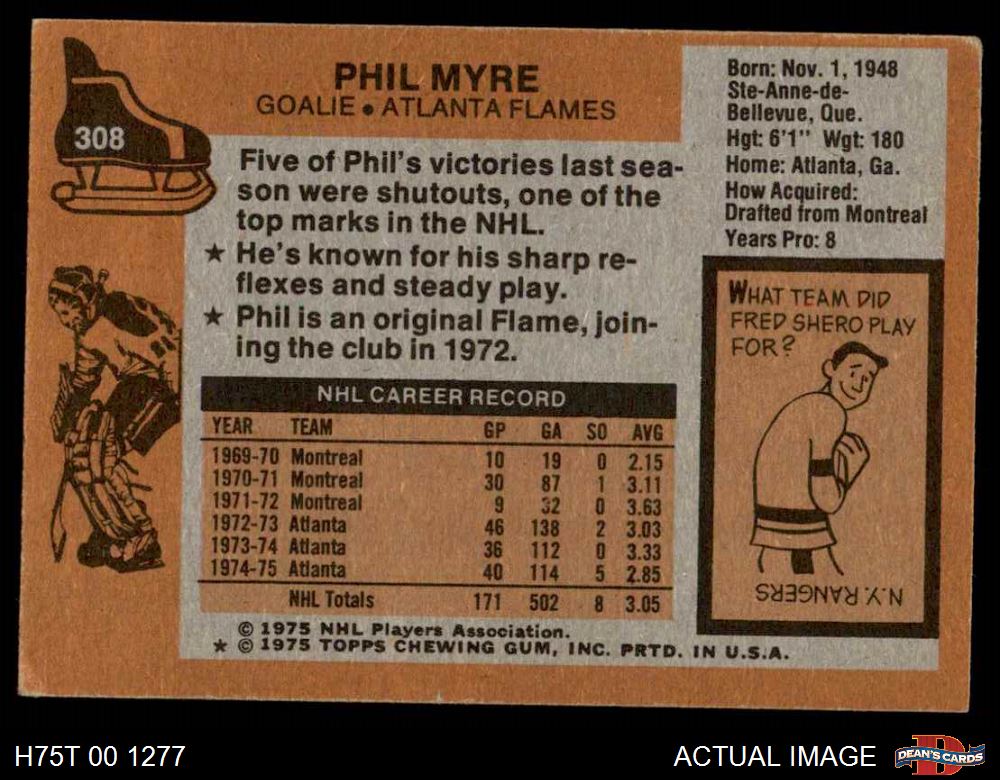 308
PHIL MYRE
GOALIE • ATLANTA FLAMES
Five of Phil's victories last sea-
son were shutouts, one of the
top marks in the NHL.
★ He's known for his sharp re-
flexes and steady play.
★ Phil is an original Flame, join-
ing the club in 1972.
NHL CAREER RECORD
YEAR TEAM GP GA SO AVG
1969-70 Montreal 10 19 0 2.15
1970-71 Montreal 30 87 1 3.11
1971-72 Montreal 9 32 0 3.63
1972-73 Atlanta 46 138 2 3.03
1973-74 Atlanta 36 112 0 3.33
1974-75 Atlanta 40 114 5 2.85
NHL Totals 171 502 8 3.05
© 1975 NHL Players Association.
★ © 1975 TOPPS CHEWING GUM, INC. PRTD. IN U.S.A.
Born: Nov. 1, 1948
Ste-Anne-de-
Bellevue, Que.
Hgt: 6'1" Wgt: 180
Home: Atlanta, Ga.
How Acquired:
Drafted from Montreal
Years Pro: 8
WHAT TEAM DID
FRED SHERO PLAY
FOR?
N.Y. RANGERS
H75T 00 1277
ACTUAL IMAGE
D
DEAN'S CARDS